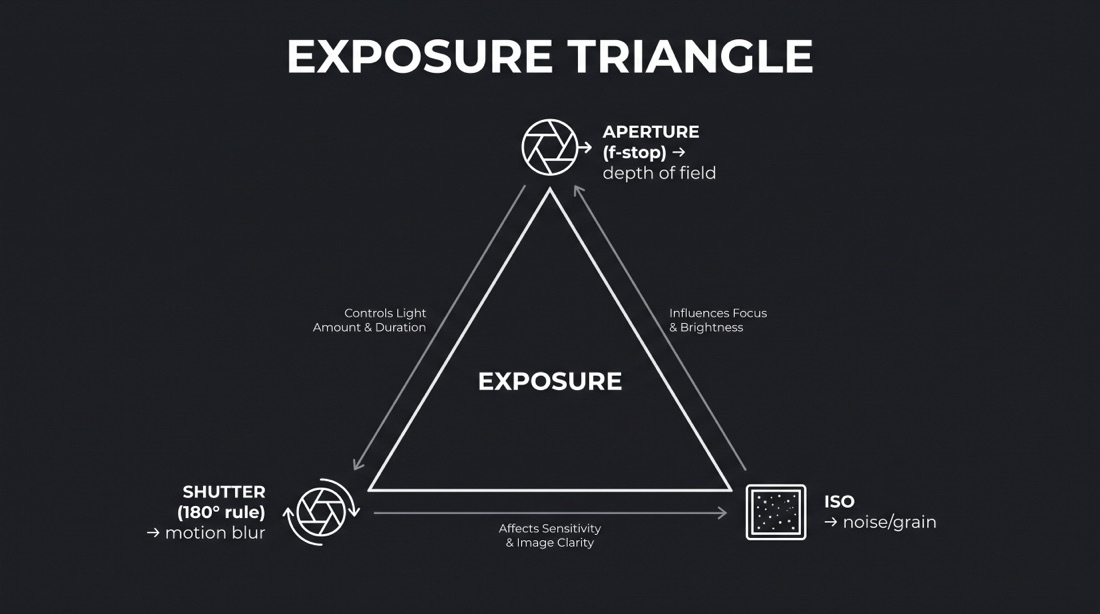 EXPOSURE TRIANGLE
APERTURE
(f-stop) →
depth of field
Controls Light
Amount & Duration
Influences Focus
& Brightness
EXPOSURE
SHUTTER
(180° rule)
→ motion blur
ISO
→ noise/grain
Affects Sensitivity
& Image Clarity